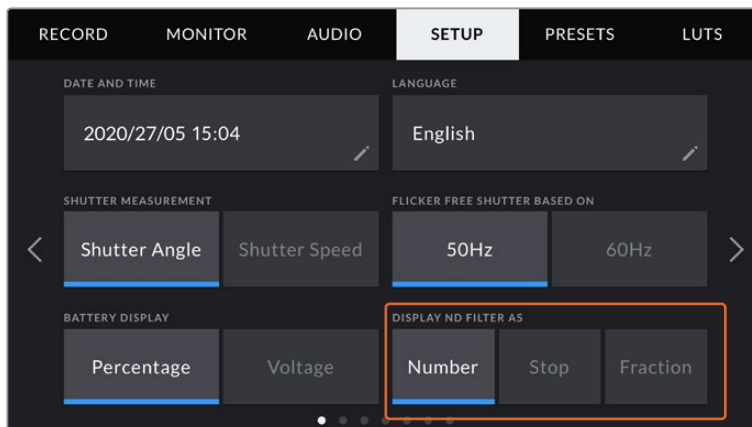 RECORD MONITOR AUDIO SETUP PRESETS LUTS
DATE AND TIME LANGUAGE
2020/27/05 15:04 English
SHUTTER MEASUREMENT FLICKER FREE SHUTTER BASED ON
Shutter Angle Shutter Speed 50Hz 60Hz
BATTERY DISPLAY DISPLAY ND FILTER AS
Percentage Voltage Number Stop Fraction